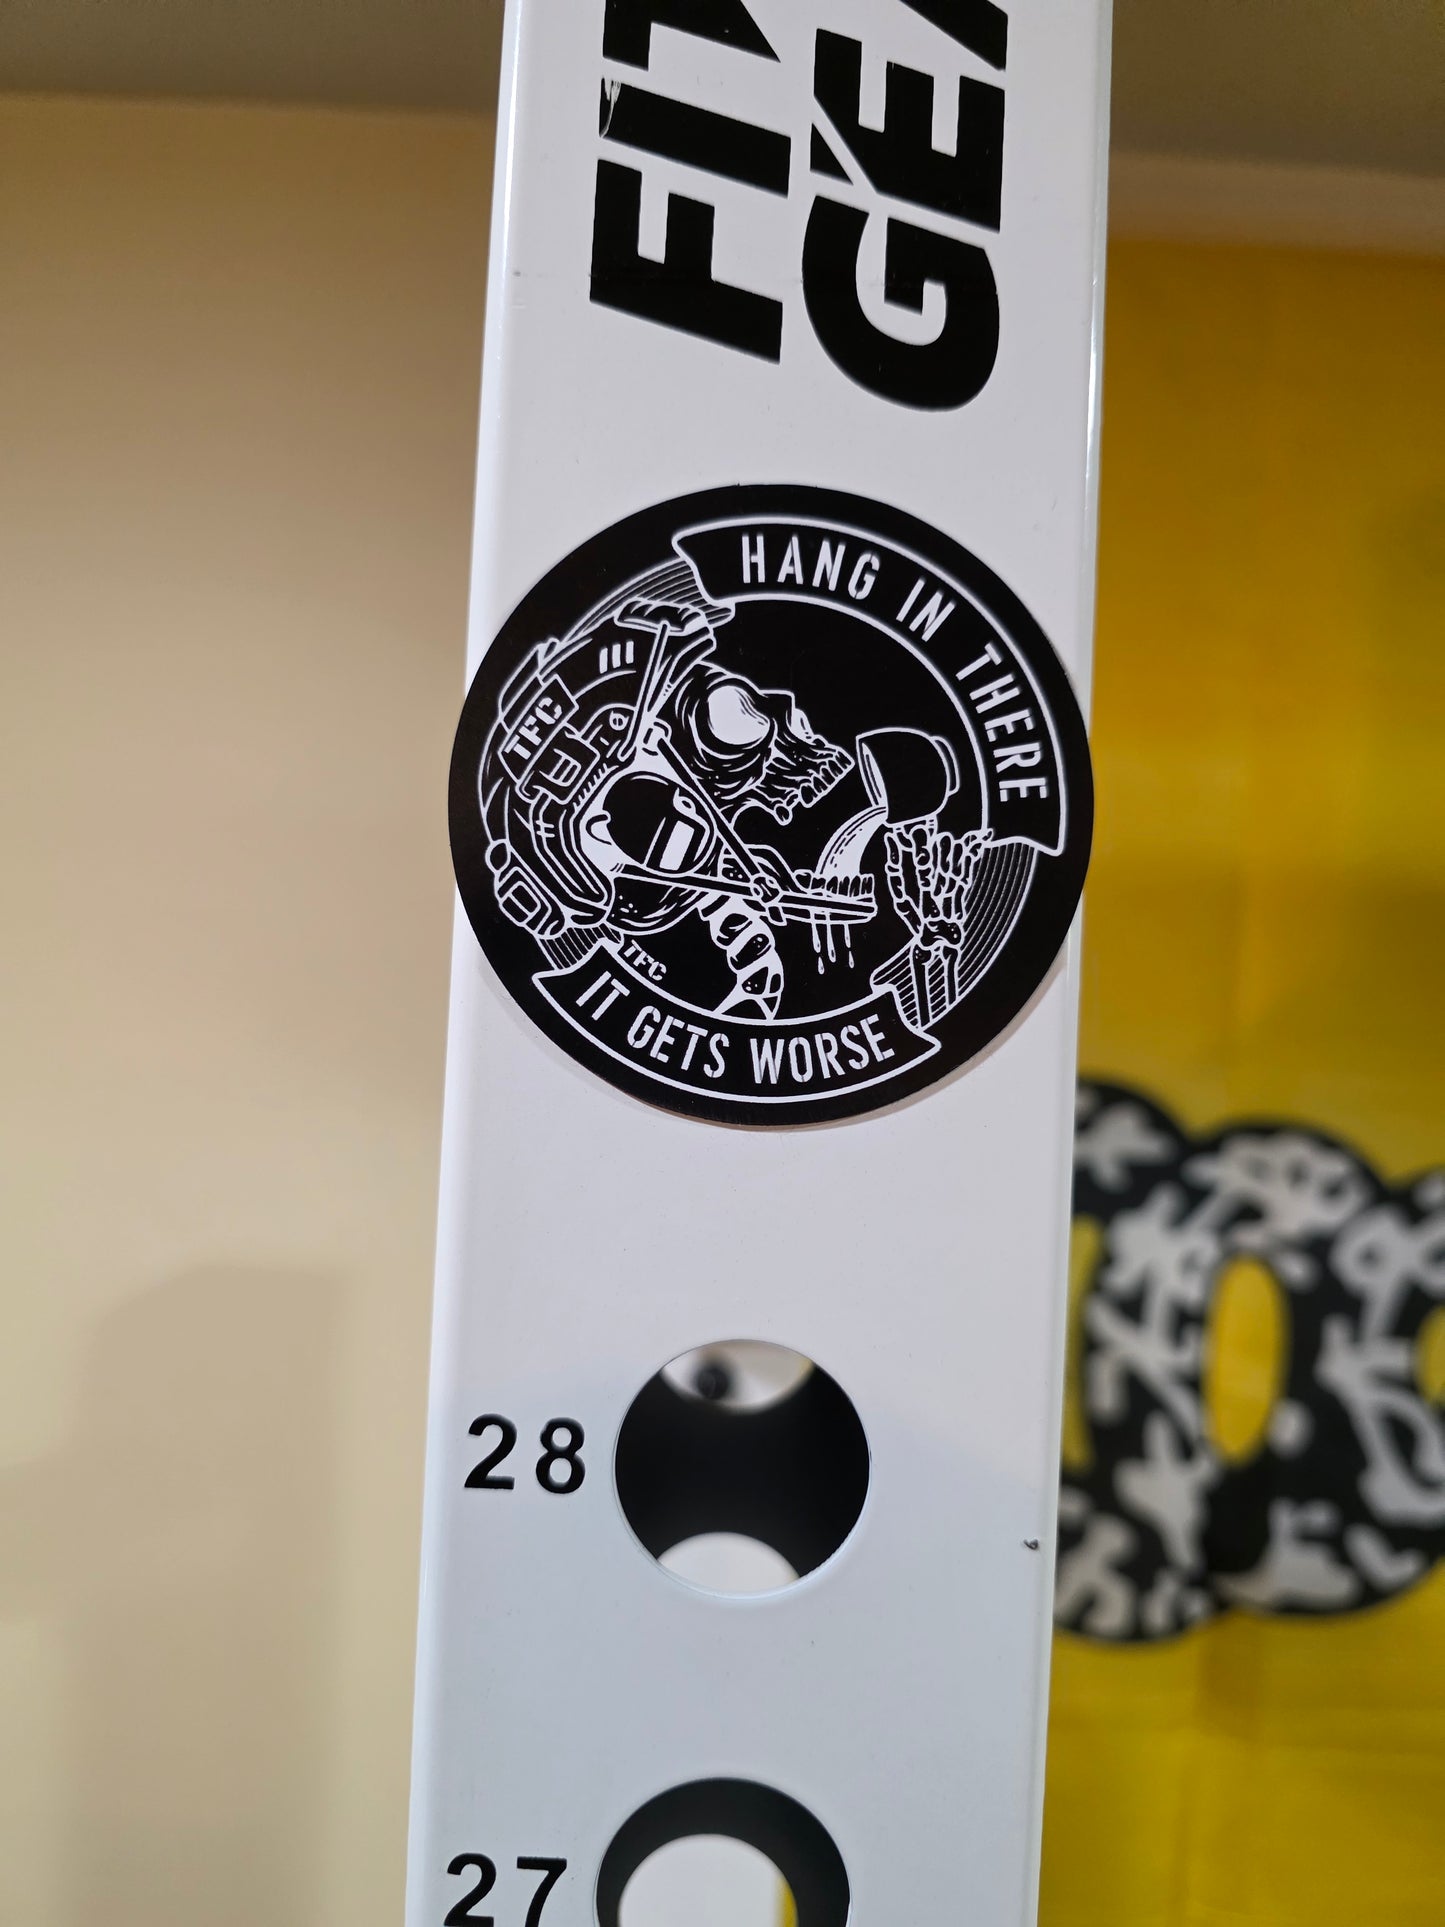 HANG IN THERE
TFC
TFC
IT GETS WORSE
28
27